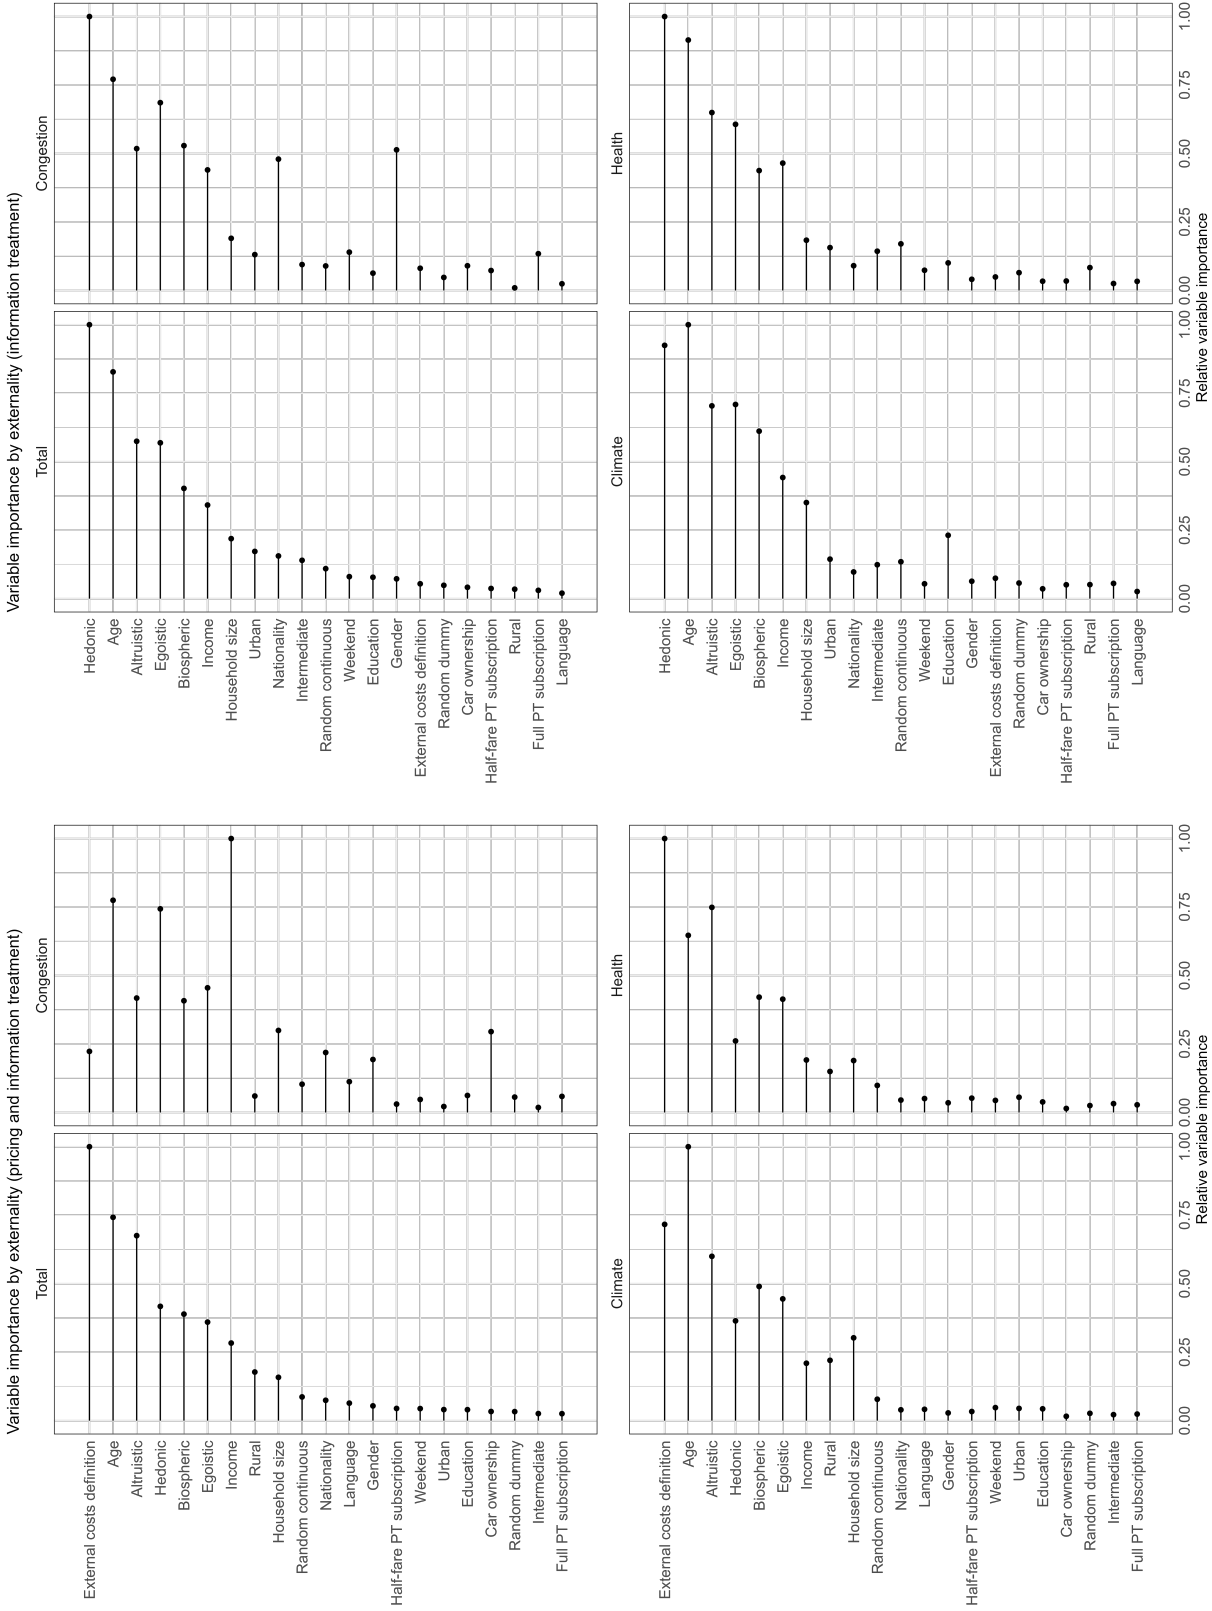 Variable importance by externality (pricing and information treatment)
Total
Congestion
External costs definition
Age
Altruistic
Hedonic
Biospheric
Egoistic
Income
Rural
Household size
Random continuous
Nationality
Language
Gender
Half-fare PT subscription
Weekend
Urban
Education
Car ownership
Random dummy
Intermediate
Full PT subscription
Climate
Health
External costs definition
Age
Altruistic
Hedonic
Biospheric
Egoistic
Income
Rural
Household size
Random continuous
Nationality
Language
Gender
Half-fare PT subscription
Weekend
Urban
Education
Car ownership
Random dummy
Intermediate
Full PT subscription
0.00 0.25 0.50 0.75 1.00 0.00 0.25 0.50 0.75 1.00
Relative variable importance
Variable importance by externality (information treatment)
Total
Congestion
Hedonic
Age
Altruistic
Egoistic
Biospheric
Income
Household size
Urban
Nationality
Intermediate
Random continuous
Weekend
Education
Gender
External costs definition
Random dummy
Car ownership
Half-fare PT subscription
Rural
Full PT subscription
Language
Climate
Health
Hedonic
Age
Altruistic
Egoistic
Biospheric
Income
Household size
Urban
Nationality
Intermediate
Random continuous
Weekend
Education
Gender
External costs definition
Random dummy
Car ownership
Half-fare PT subscription
Rural
Full PT subscription
Language
0.00 0.25 0.50 0.75 1.00 0.00 0.25 0.50 0.75 1.00
Relative variable importance